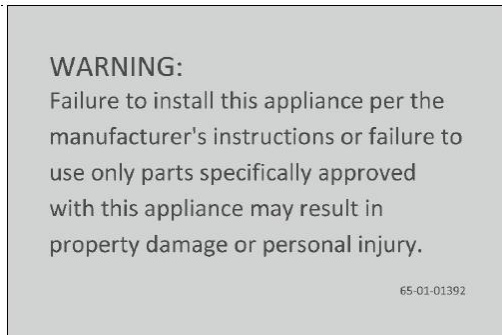 WARNING:
Failure to install this appliance per the
manufacturer's instructions or failure to
use only parts specifically approved
with this appliance may result in
property damage or personal injury.
65-01-01392